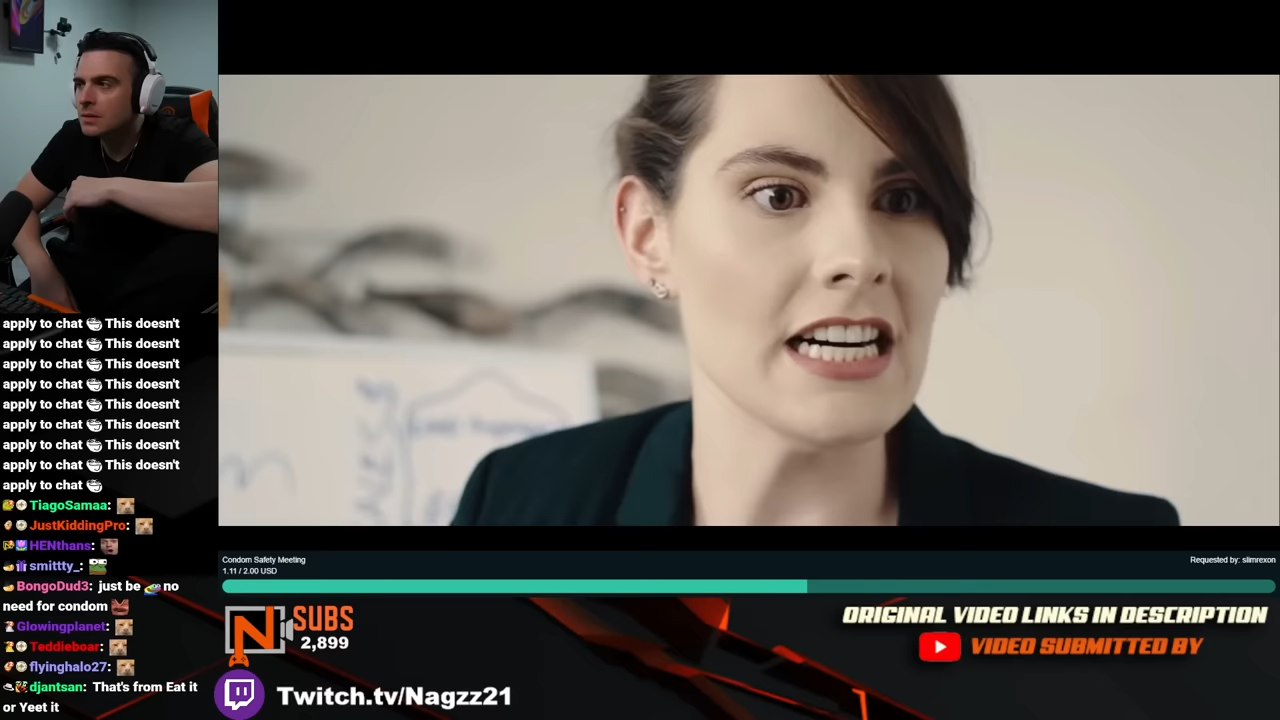 apply to chat This doesn't
apply to chat This doesn't
apply to chat This doesn't
apply to chat This doesn't
apply to chat This doesn't
apply to chat This doesn't
apply to chat This doesn't
apply to chat This doesn't
apply to chat
TiagoSamaa:
JustKiddingPro:
HENthans:
smittty_:
BongoDud3: just be no
need for condom
Glowingplanet:
Teddieboar:
flyinghalo27:
djantsan: That's from Eat it
or Yeet it
Condom Safety Meeting
Requested by: slimrexon
1.11 / 2.00 USD
N SUBS
2,899
ORIGINAL VIDEO LINKS IN DESCRIPTION
VIDEO SUBMITTED BY
Twitch.tv/Nagzz21